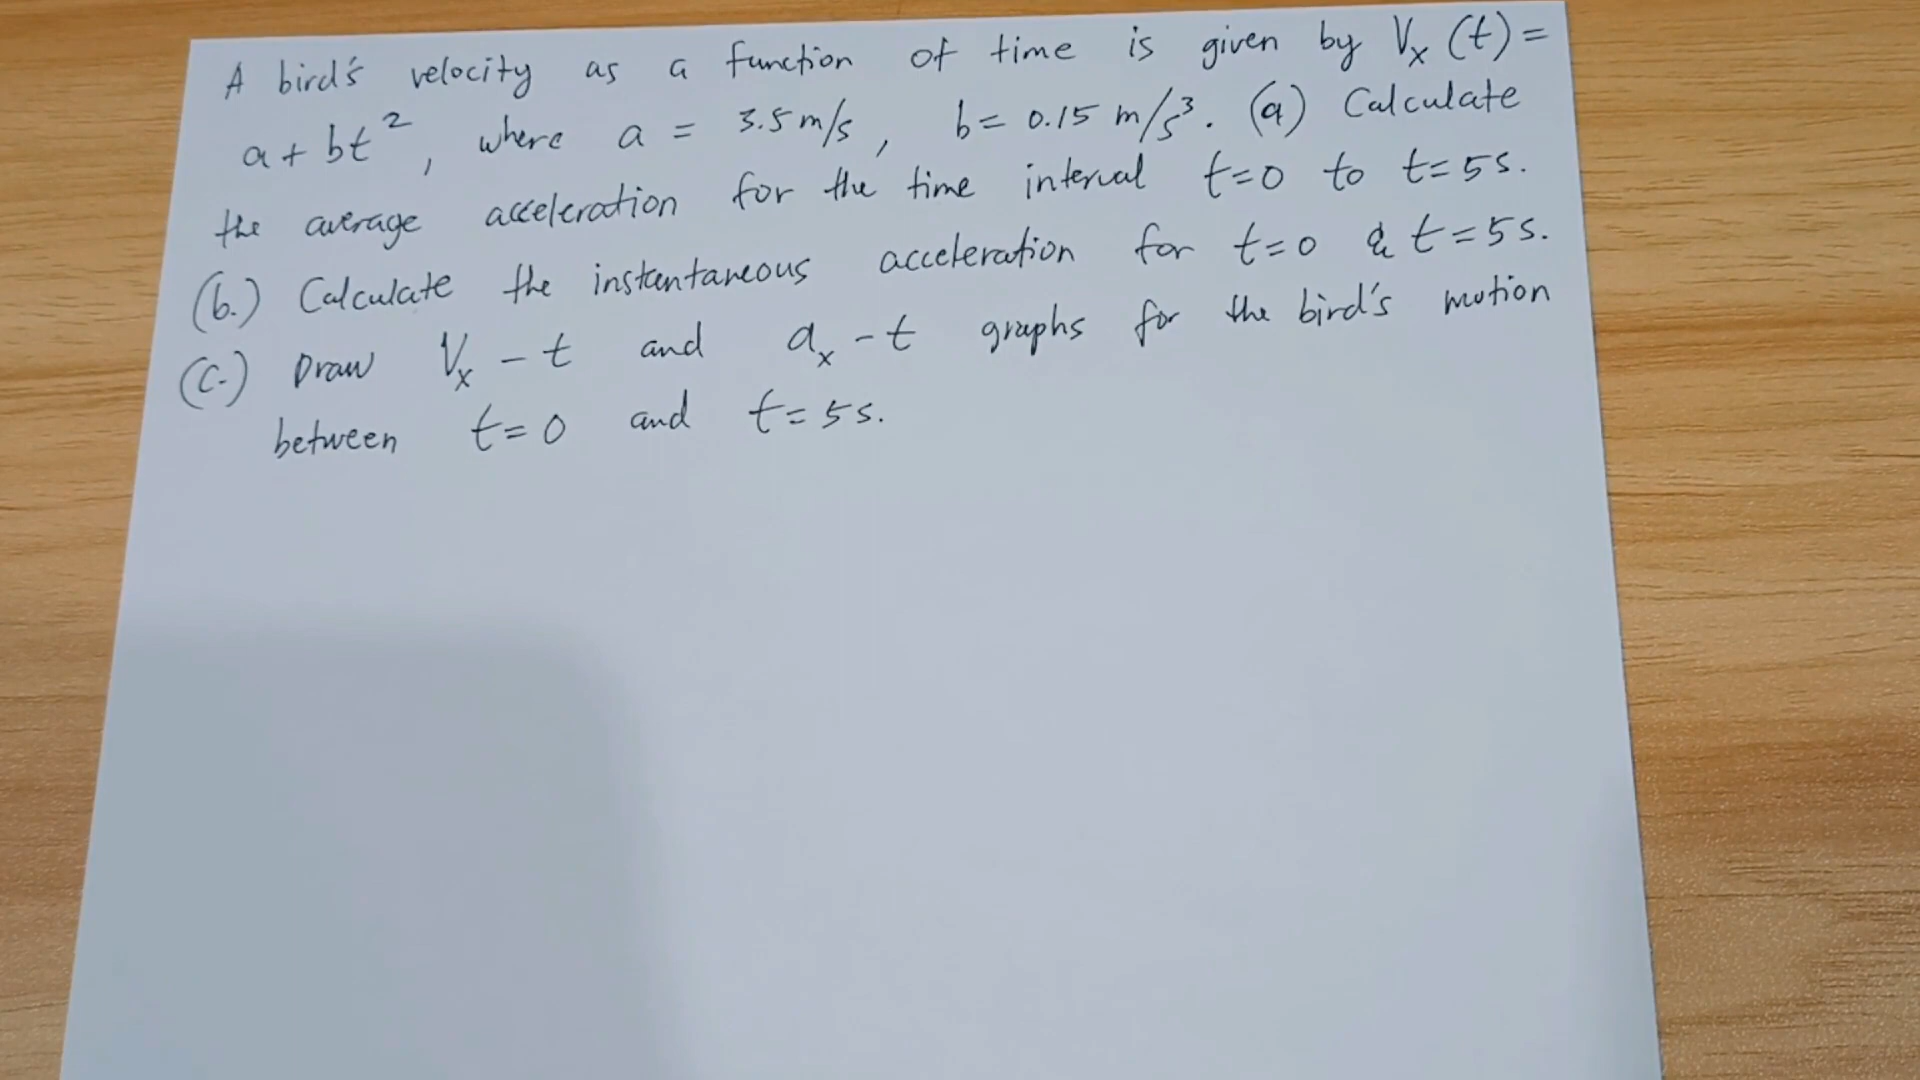 A bird's velocity as a function of time is given by Vx (t) =
a + bt², where a = 3.5 m/s, b = 0.15 m/s³. (a) Calculate
the average acceleration for the time interval t=0 to t=5s.
(b.) Calculate the instantaneous acceleration for t=0 & t=5s.
(C.) Draw Vx - t and ax - t graphs for the bird's motion
between t=0 and t=5s.